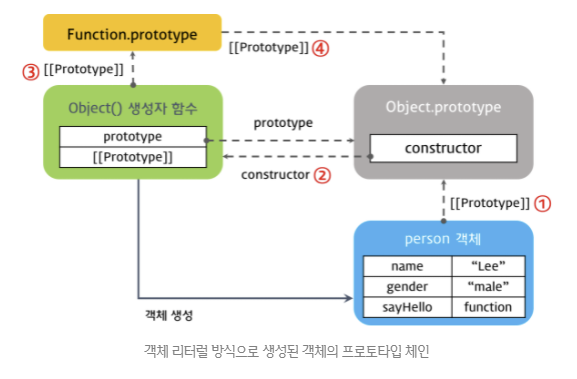 Function.prototype
[[Prototype]] ④
③ [[Prototype]]
Object() 생성자 함수
prototype
[[Prototype]]
prototype
constructor ②
Object.prototype
constructor
[[Prototype]] ①
person 객체
name “Lee”
gender “male”
sayHello function
객체 생성
객체 리터럴 방식으로 생성된 객체의 프로토타입 체인